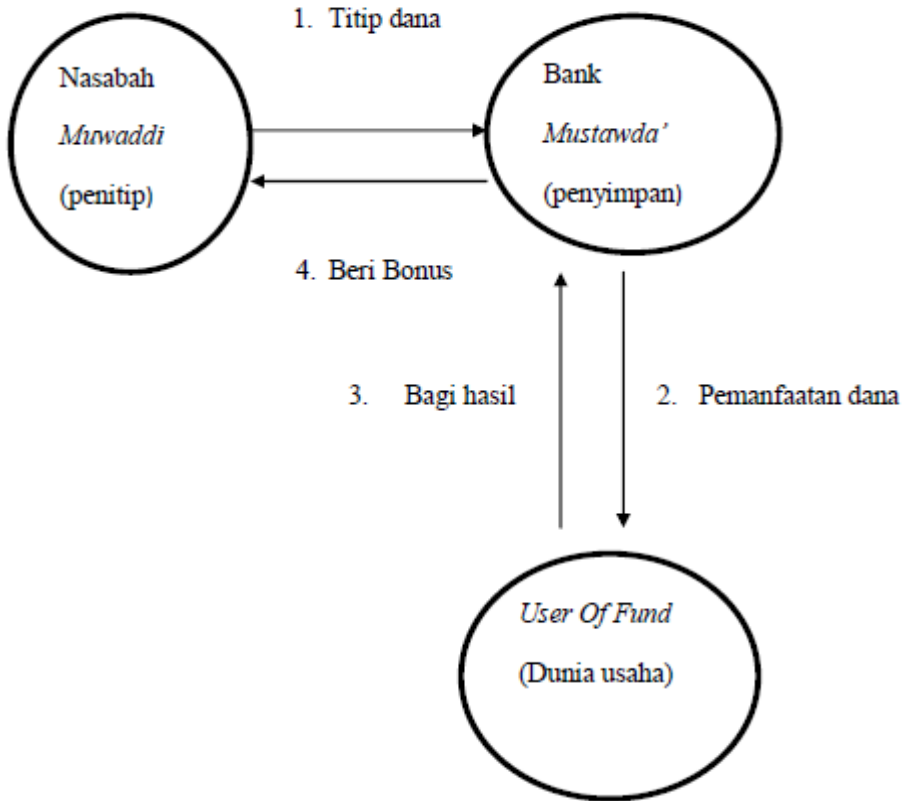 1. Titip dana
Nasabah
Muwaddi
(penitip)
Bank
Mustawda’
(penyimpan)
4. Beri Bonus
3. Bagi hasil
2. Pemanfaatan dana
User Of Fund
(Dunia usaha)